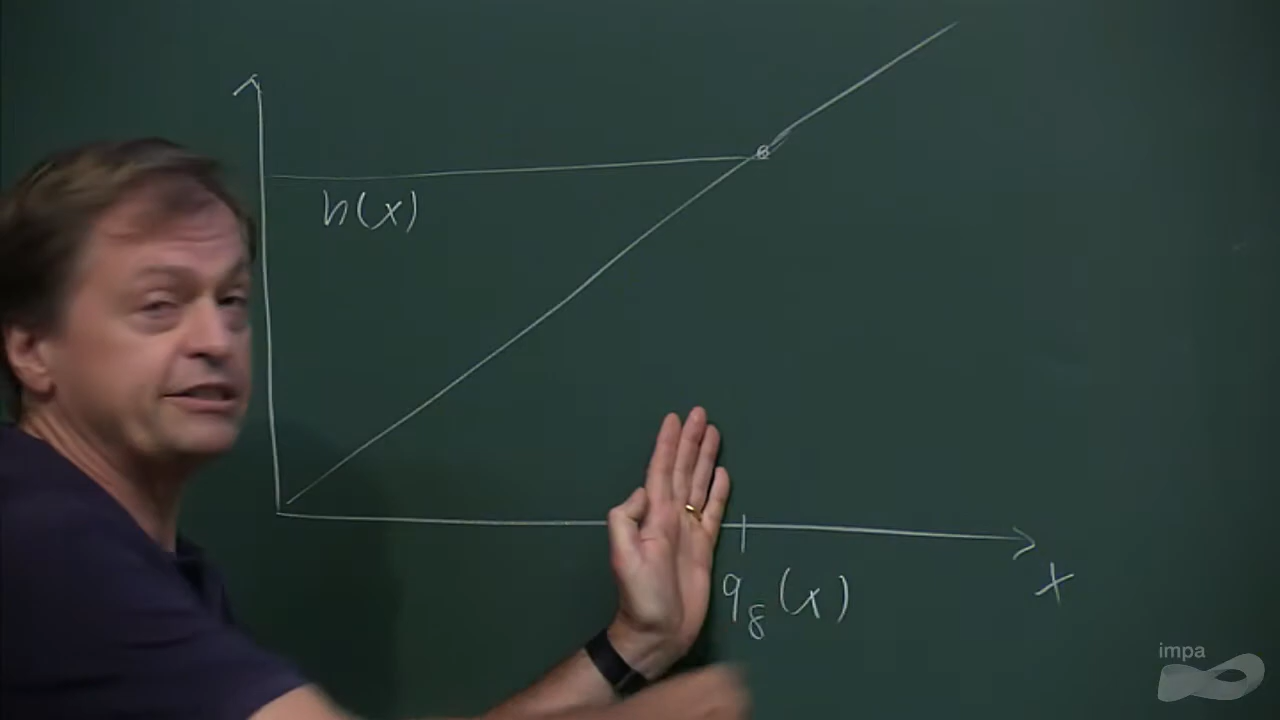 h(x)
q_δ(x)
x
impa